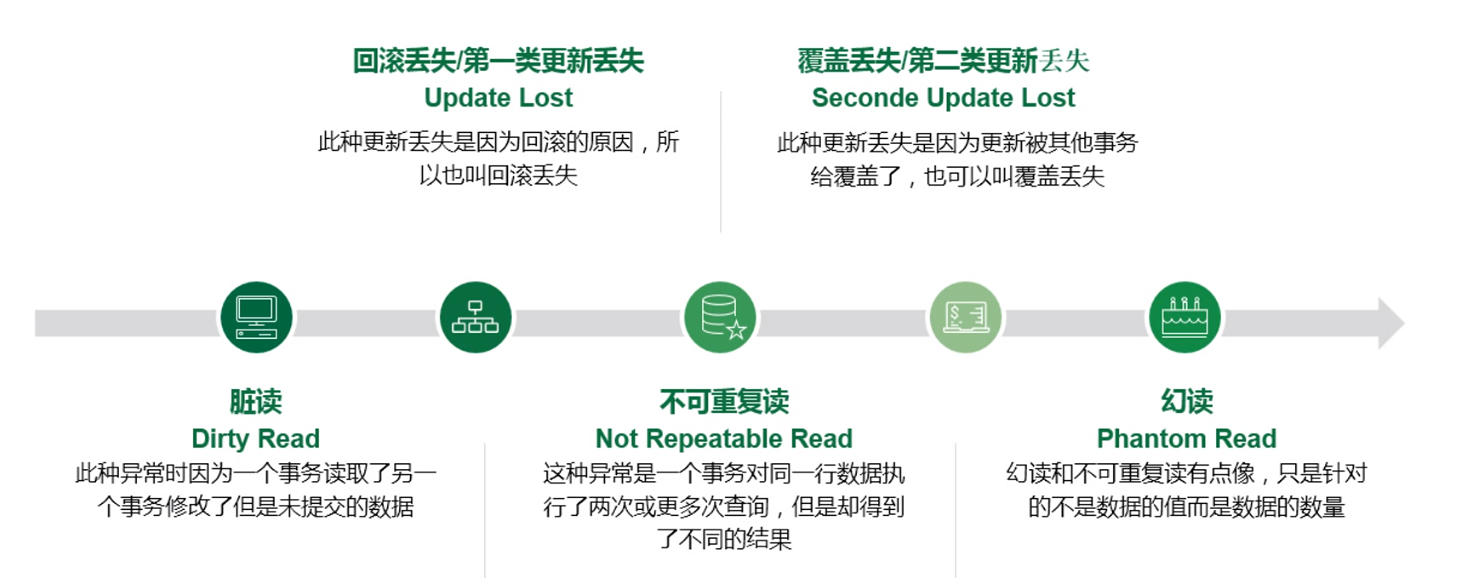 回滚丢失/第一类更新丢失
Update Lost
此种更新丢失是因为回滚的原因，所
以也叫回滚丢失
覆盖丢失/第二类更新丢失
Seconde Update Lost
此种更新丢失是因为更新被其他事务
给覆盖了，也可以叫覆盖丢失
$
脏读
Dirty Read
此种异常时因为一个事务读取了另一
个事务修改了但是未提交的数据
不可重复读
Not Repeatable Read
这种异常是一个事务对同一行数据执
行了两次或更多次查询，但是却得到
了不同的结果
幻读
Phantom Read
幻读和不可重复读有点像，只是针对
的不是数据的值而是数据的数量